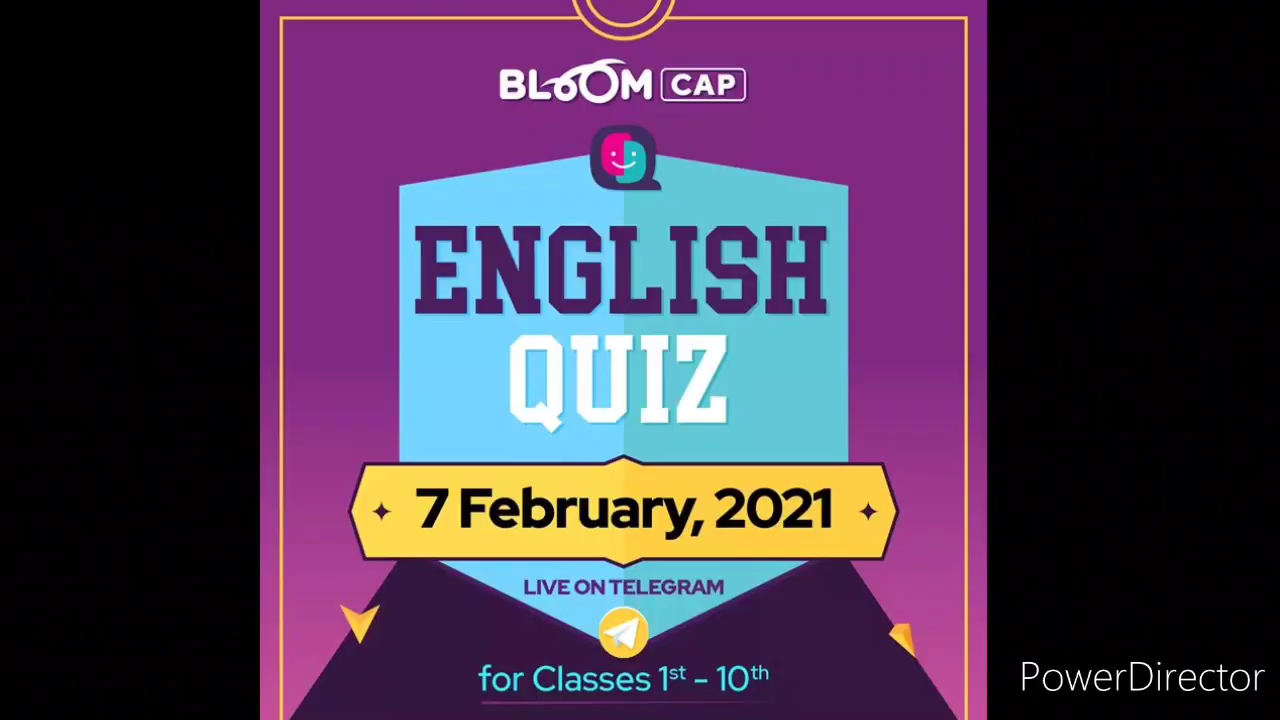 BLOOM CAP
ENGLISH
QUIZ
7 February, 2021
LIVE ON TELEGRAM
for Classes 1st - 10th
PowerDirector